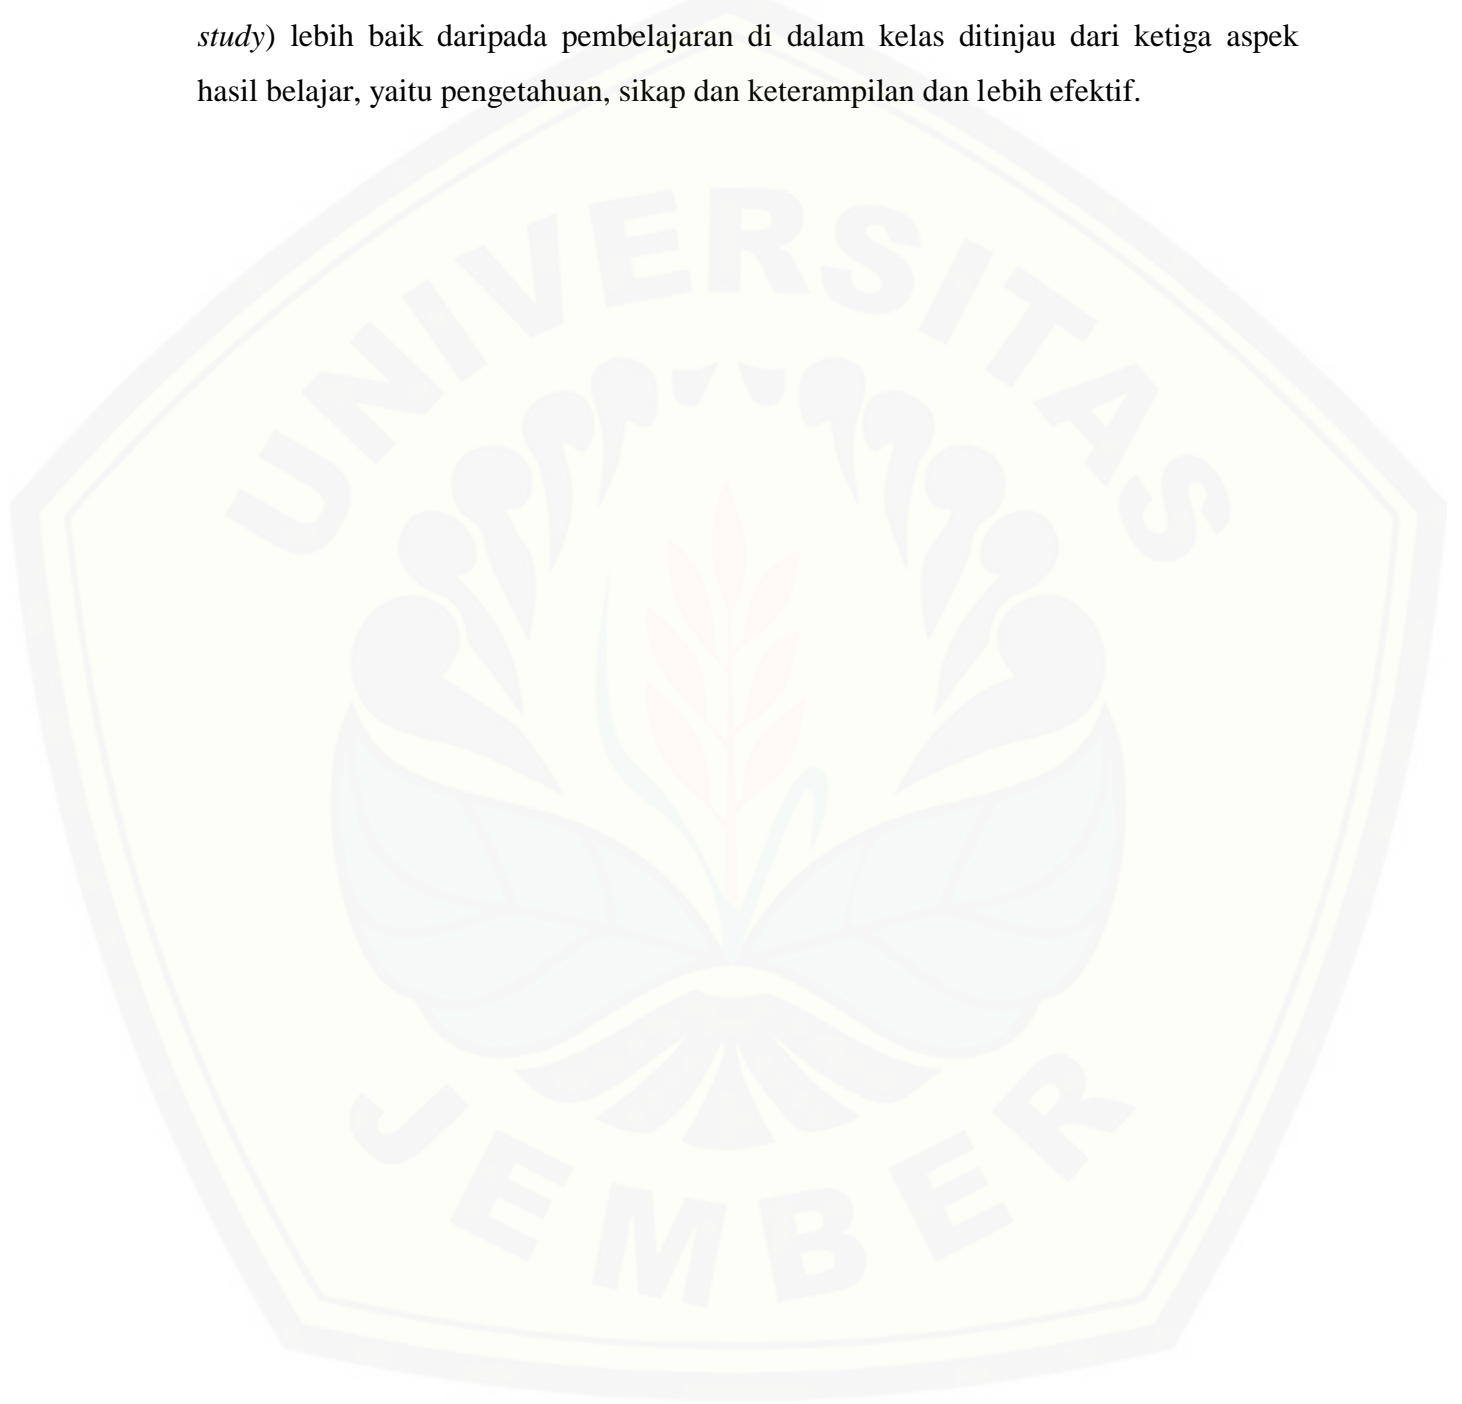 study) lebih baik daripada pembelajaran di dalam kelas ditinjau dari ketiga aspek
hasil belajar, yaitu pengetahuan, sikap dan keterampilan dan lebih efektif.
UNIVERSITAS
JEMBER